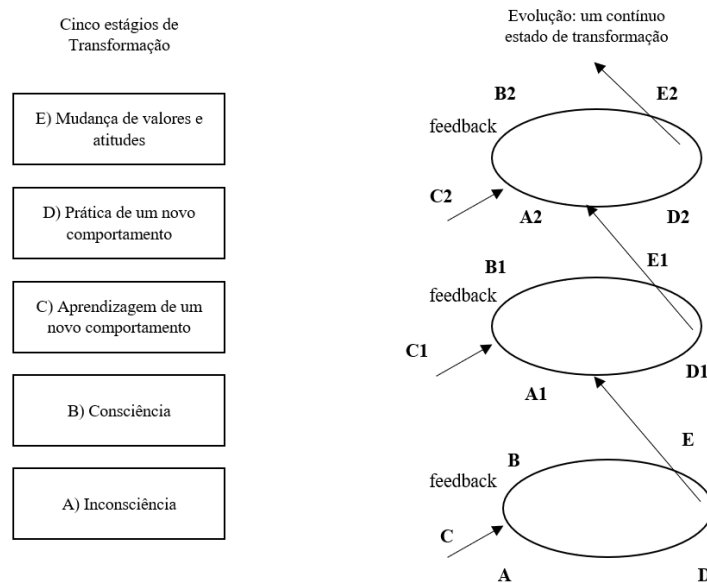 Cinco estágios de
Transformação
E) Mudança de valores e
atitudes
D) Prática de um novo
comportamento
C) Aprendizagem de um
novo comportamento
B) Consciência
A) Inconsciência
Evolução: um contínuo
estado de transformação
B2
E2
feedback
C2
A2
D2
E1
B1
feedback
C1
D1
A1
E
B
feedback
C
A
D